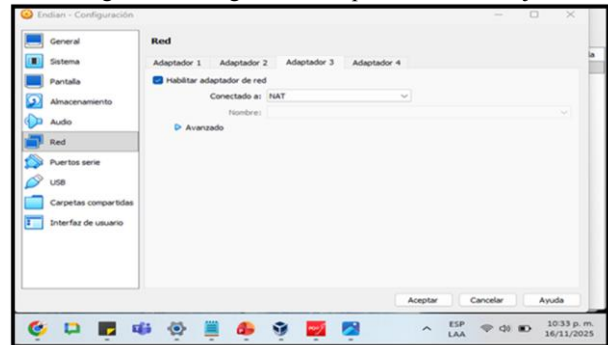 Endian - Configuración
General
Sistema
Pantalla
Almacenamiento
Audio
Red
Puertos serie
USB
Carpetas compartidas
Interfaz de usuario
Red
Adaptador 1 Adaptador 2 Adaptador 3 Adaptador 4
Habilitar adaptador de red
Conectado a: NAT
Nombre:
Avanzado
Aceptar Cancelar Ayuda
ESP
LAA
10:33 p. m.
16/11/2025